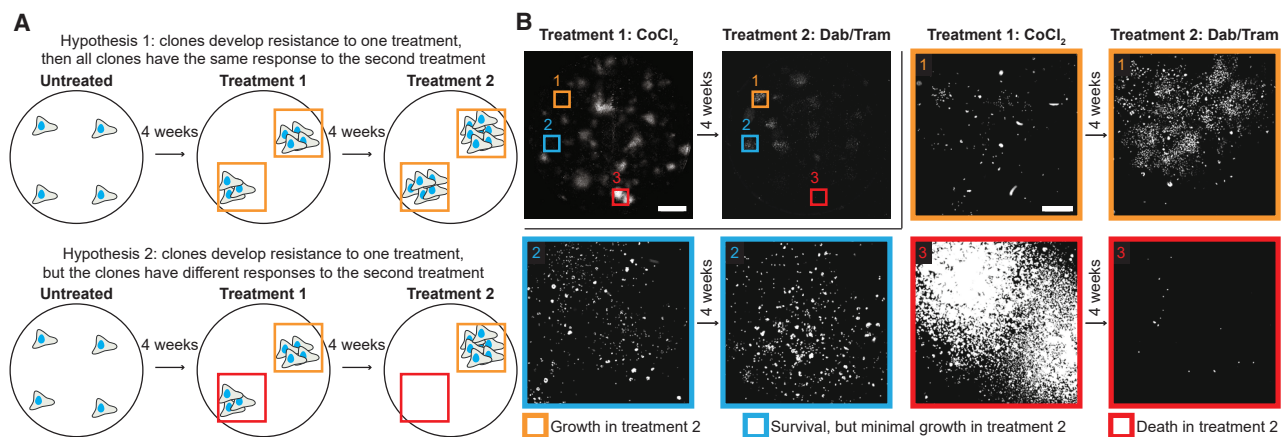 A
Hypothesis 1: clones develop resistance to one treatment,
then all clones have the same response to the second treatment
Untreated
Treatment 1
Treatment 2
4 weeks
4 weeks
Hypothesis 2: clones develop resistance to one treatment,
but the clones have different responses to the second treatment
Untreated
Treatment 1
Treatment 2
4 weeks
4 weeks
B
Treatment 1: CoCl₂
Treatment 2: Dab/Tram
Treatment 1: CoCl₂
Treatment 2: Dab/Tram
1
2
3
4 weeks
1
2
3
1
4 weeks
1
2
4 weeks
2
3
4 weeks
3
Growth in treatment 2
Survival, but minimal growth in treatment 2
Death in treatment 2